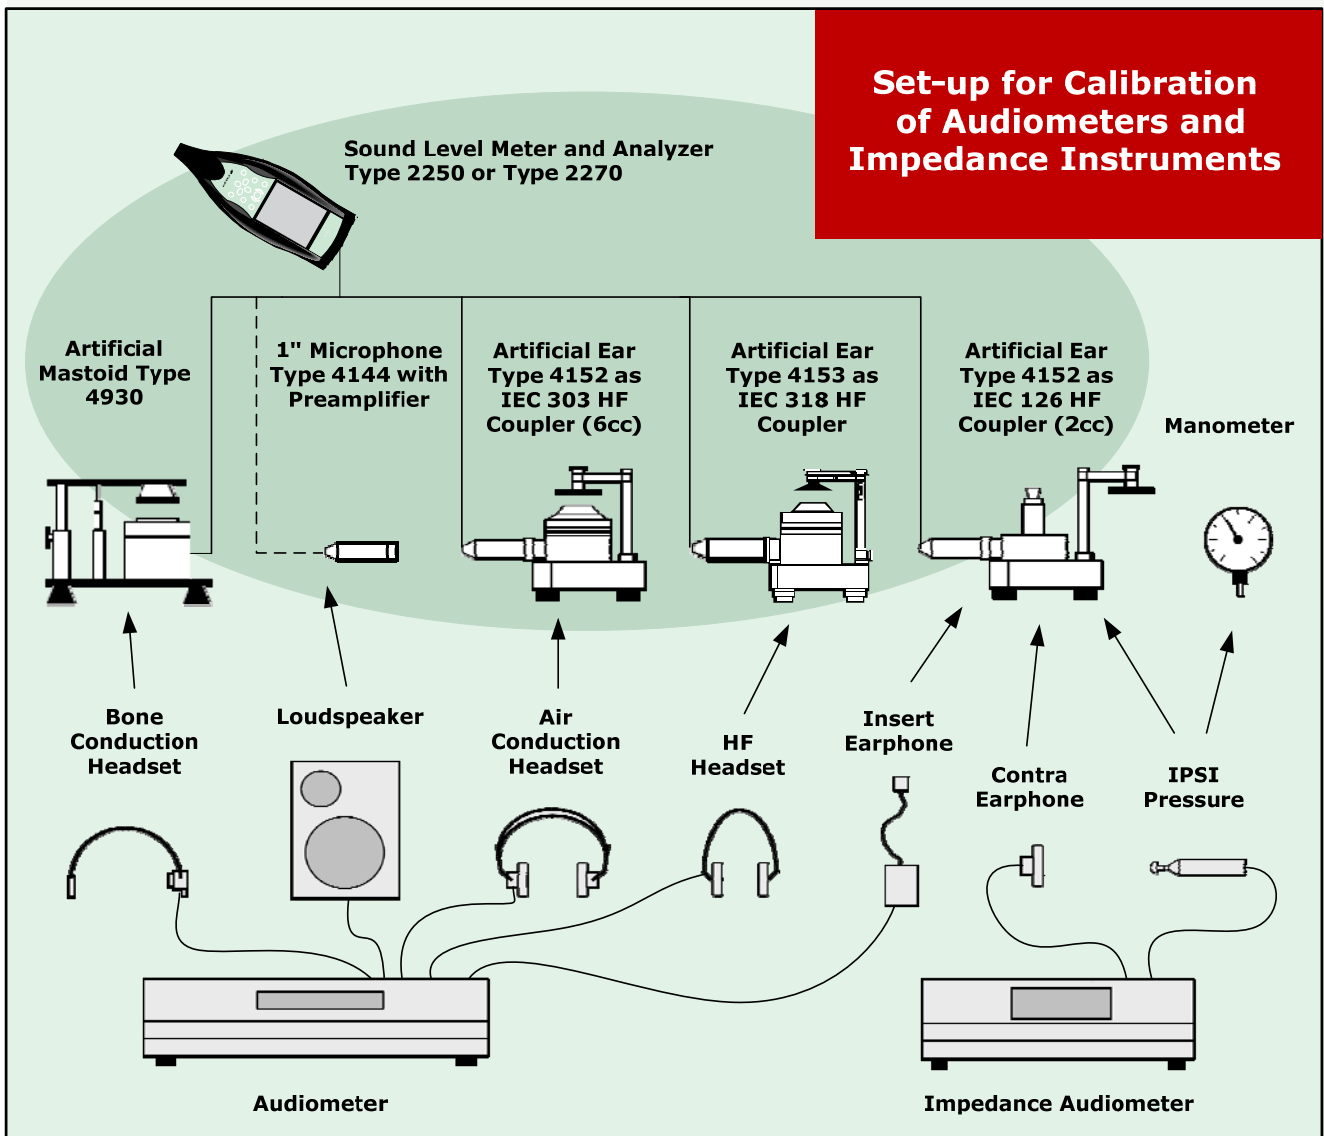 Set-up for Calibration
of Audiometers and
Impedance Instruments
Sound Level Meter and Analyzer
Type 2250 or Type 2270
Artificial
Mastoid Type
4930
1" Microphone
Type 4144 with
Preamplifier
Artificial Ear
Type 4152 as
IEC 303 HF
Coupler (6cc)
Artificial Ear
Type 4153 as
IEC 318 HF
Coupler
Artificial Ear
Type 4152 as
IEC 126 HF
Coupler (2cc)
Manometer
Bone
Conduction
Headset
Loudspeaker
Air
Conduction
Headset
HF
Headset
Insert
Earphone
Contra
Earphone
IPSI
Pressure
Audiometer
Impedance Audiometer